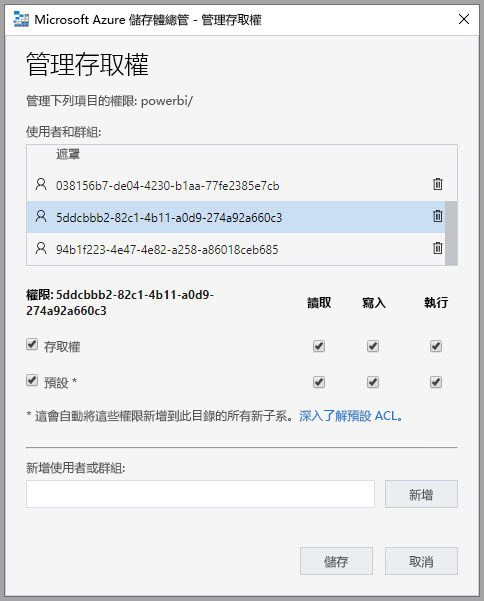 Microsoft Azure 儲存體總管 - 管理存取權
管理存取權
管理下列項目的權限: powerbi/
使用者和群組:
遮罩
038156b7-de04-4230-b1aa-77fe2385e7cb
5ddcbbb2-82c1-4b11-a0d9-274a92a660c3
94b1f223-4e47-4e82-a258-a86018ceb685
權限: 5ddcbbb2-82c1-4b11-a0d9-
274a92a660c3
讀取 寫入 執行
存取權
預設 *
* 這會自動將這些權限新增到此目錄的所有新子系。深入了解預設 ACL。
新增使用者或群組:
新增
儲存 取消